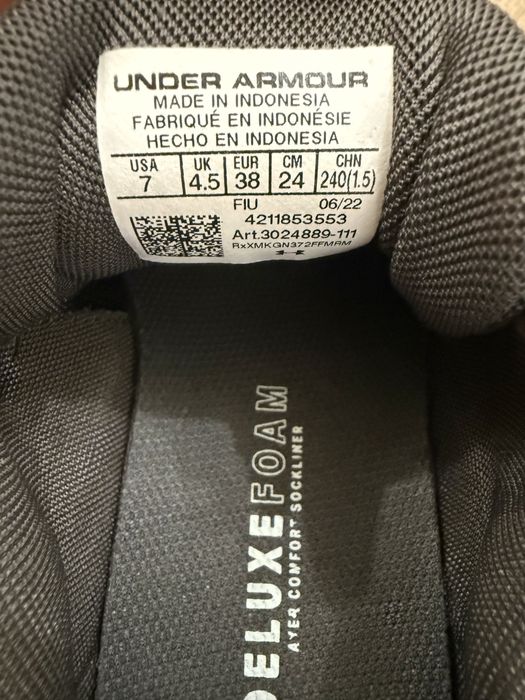 UNDER ARMOUR
MADE IN INDONESIA
FABRIQUÉ EN INDONÉSIE
HECHO EN INDONESIA
USA UK EUR CM CHN
7 4.5 38 24 240(1.5)
FIU 06/22
4211853553
Art.3024889-111
RxXMKGN372FFMRM
DELUXEFOAM
AYER COMFORT SOCKLINER